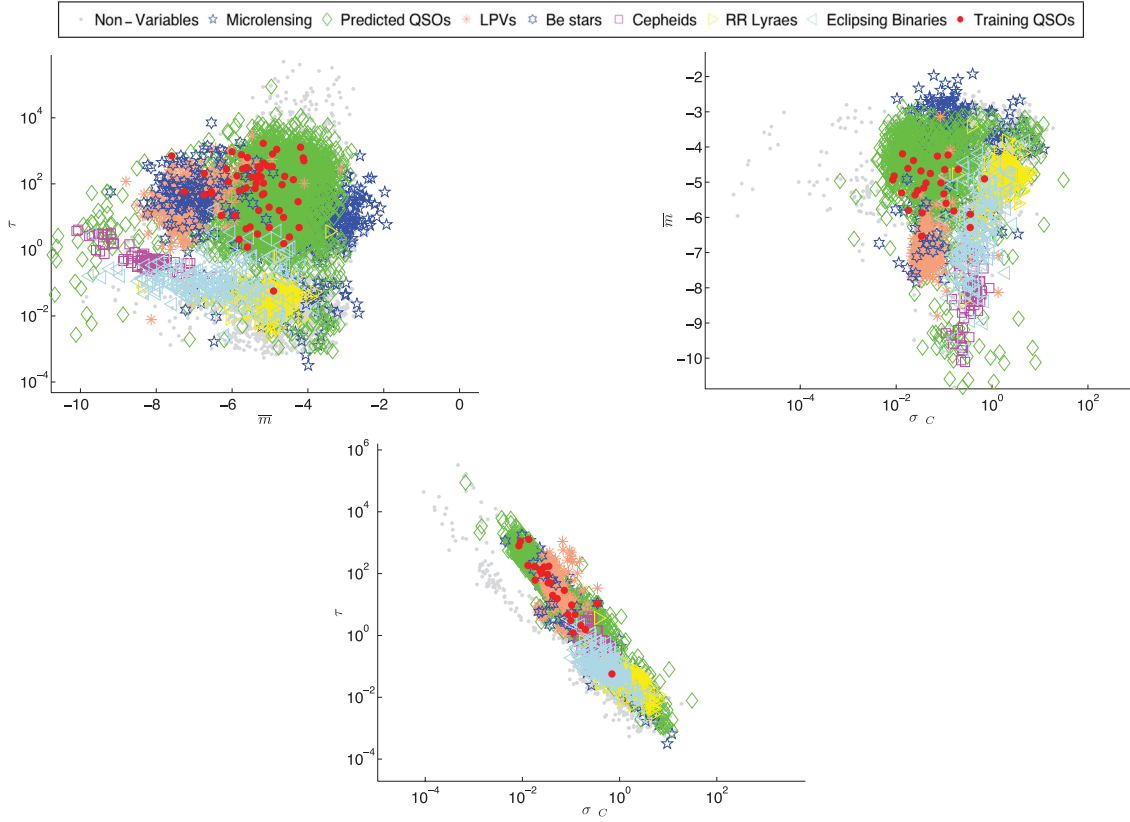 Non−Variables Microlensing Predicted QSOs LPVs Be stars Cepheids RR Lyraes Eclipsing Binaries Training QSOs
10^4
10^2
10^0
10^−2
10^−4
τ
−10 −8 −6 −4 −2 0
m̅
−2
−3
−4
−5
−6
−7
−8
−9
−10
m̅
10^−4 10^−2 10^0 10^2
σ_C
10^6
10^4
10^2
10^0
10^−2
10^−4
τ
10^−4 10^−2 10^0 10^2
σ_C